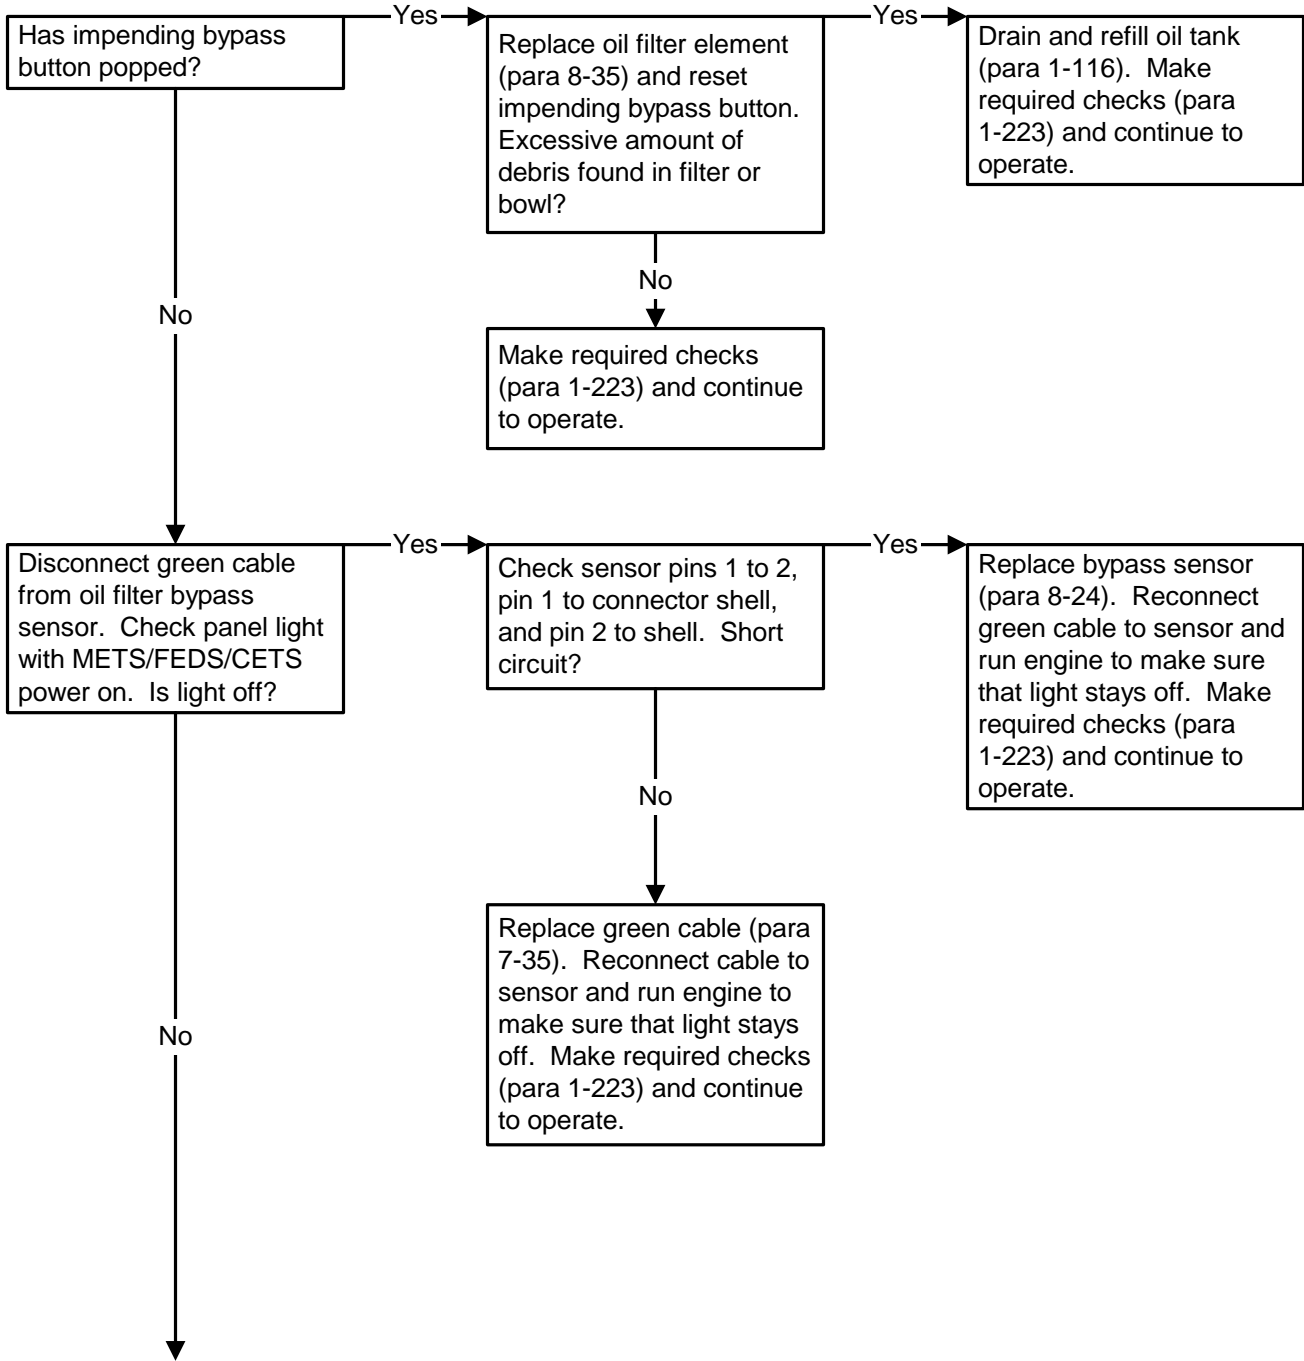 Has impending bypass
button popped?
Yes
Replace oil filter element
(para 8-35) and reset
impending bypass button.
Excessive amount of
debris found in filter or
bowl?
Yes
Drain and refill oil tank
(para 1-116).  Make
required checks (para
1-223) and continue to
operate.
No
No
Make required checks
(para 1-223) and continue
to operate.
Disconnect green cable
from oil filter bypass
sensor.  Check panel light
with METS/FEDS/CETS
power on.  Is light off?
Yes
Check sensor pins 1 to 2,
pin 1 to connector shell,
and pin 2 to shell.  Short
circuit?
Yes
Replace bypass sensor
(para 8-24).  Reconnect
green cable to sensor and
run engine to make sure
that light stays off.  Make
required checks (para
1-223) and continue to
operate.
No
Replace green cable (para
7-35).  Reconnect cable to
sensor and run engine to
make sure that light stays
off.  Make required checks
(para 1-223) and continue
to operate.
No